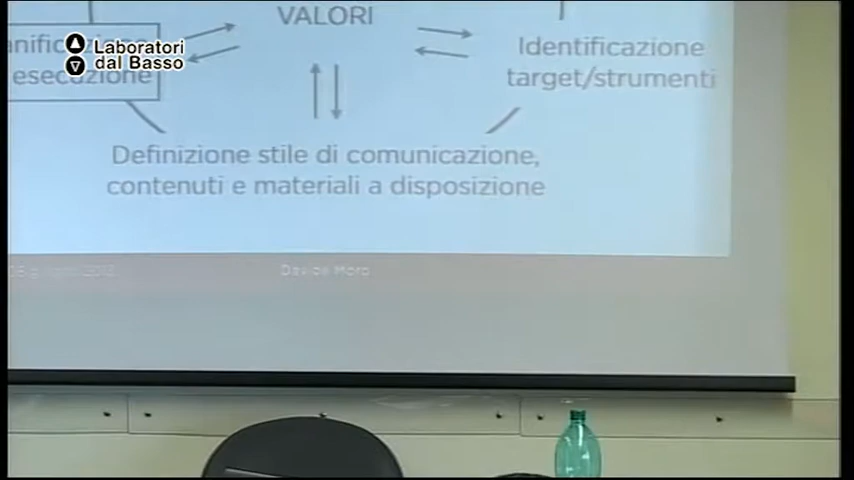 VALORI
Laboratori
dal Basso
esecuzione
Identificazione
target/strumenti
Definizione stile di comunicazione,
contenuti e materiali a disposizione
Davide Moro